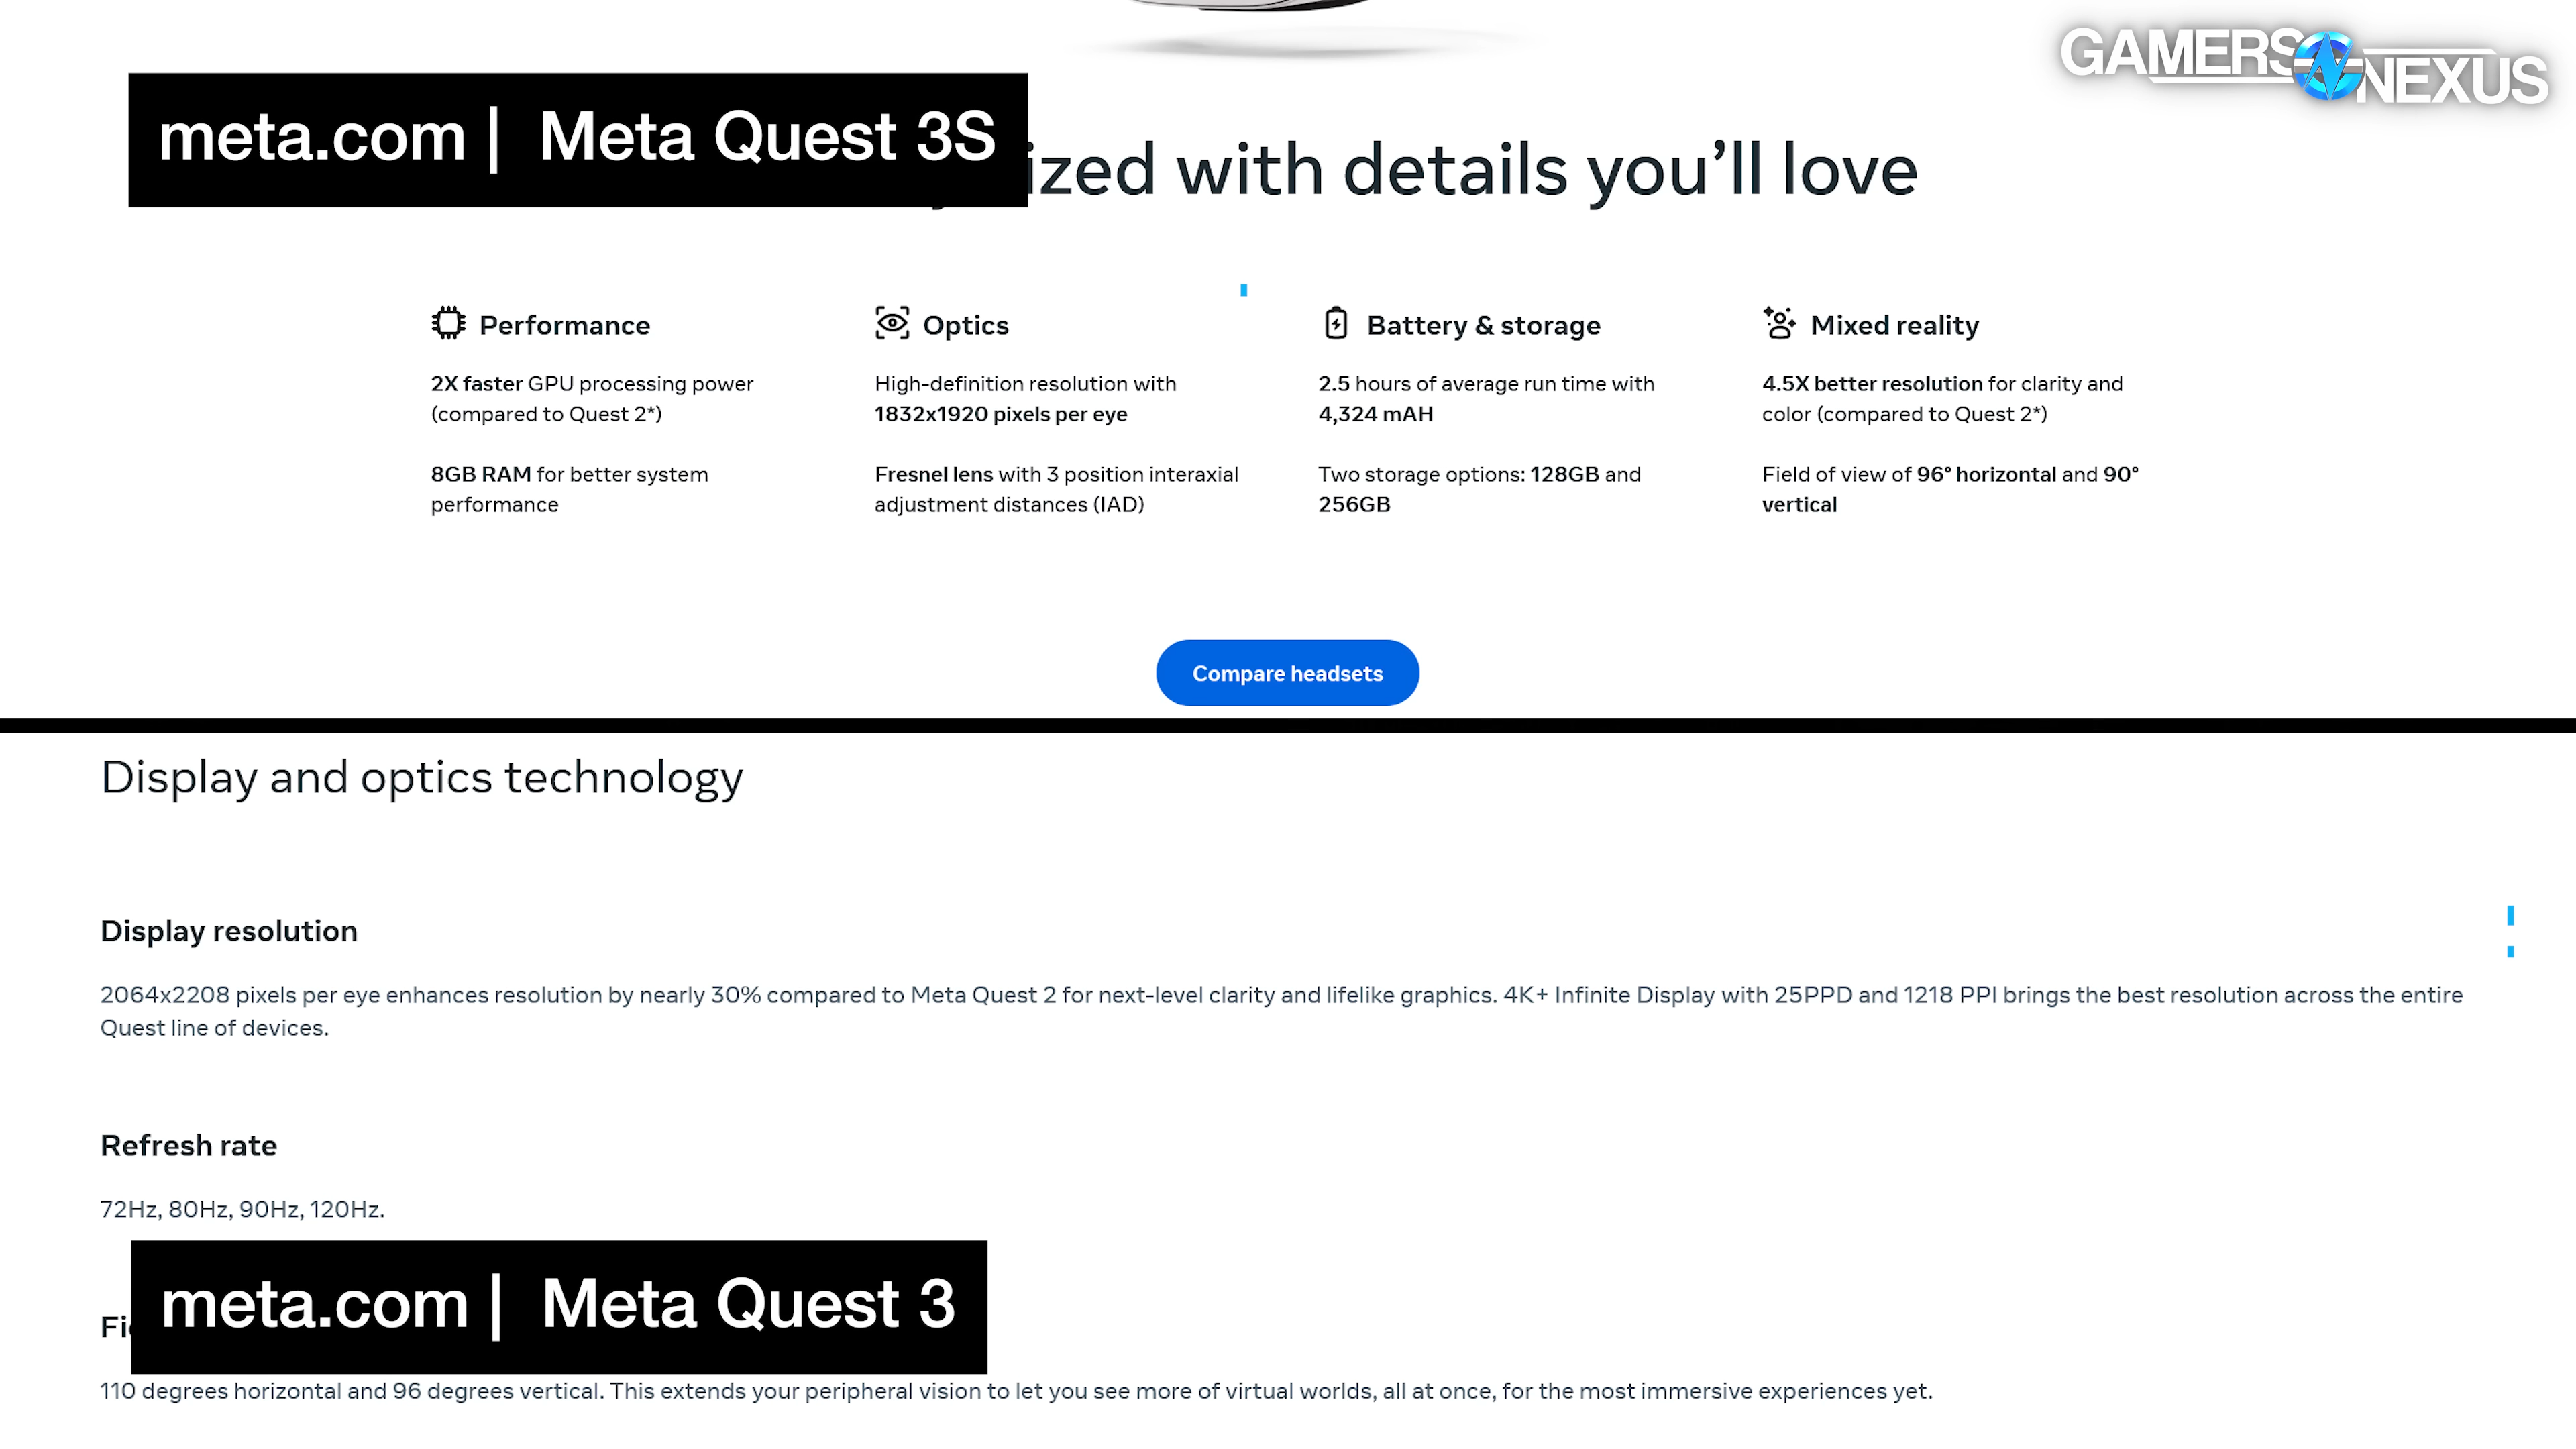 GAMERS NEXUS
meta.com | Meta Quest 3S
ized with details you’ll love
Performance
2X faster GPU processing power
(compared to Quest 2*)
8GB RAM for better system
performance
Optics
High-definition resolution with
1832x1920 pixels per eye
Fresnel lens with 3 position interaxial
adjustment distances (IAD)
Battery & storage
2.5 hours of average run time with
4,324 mAH
Two storage options: 128GB and
256GB
Mixed reality
4.5X better resolution for clarity and
color (compared to Quest 2*)
Field of view of 96° horizontal and 90°
vertical
Compare headsets
Display and optics technology
Display resolution
2064x2208 pixels per eye enhances resolution by nearly 30% compared to Meta Quest 2 for next-level clarity and lifelike graphics. 4K+ Infinite Display with 25PPD and 1218 PPI brings the best resolution across the entire
Quest line of devices.
Refresh rate
72Hz, 80Hz, 90Hz, 120Hz.
meta.com | Meta Quest 3
110 degrees horizontal and 96 degrees vertical. This extends your peripheral vision to let you see more of virtual worlds, all at once, for the most immersive experiences yet.